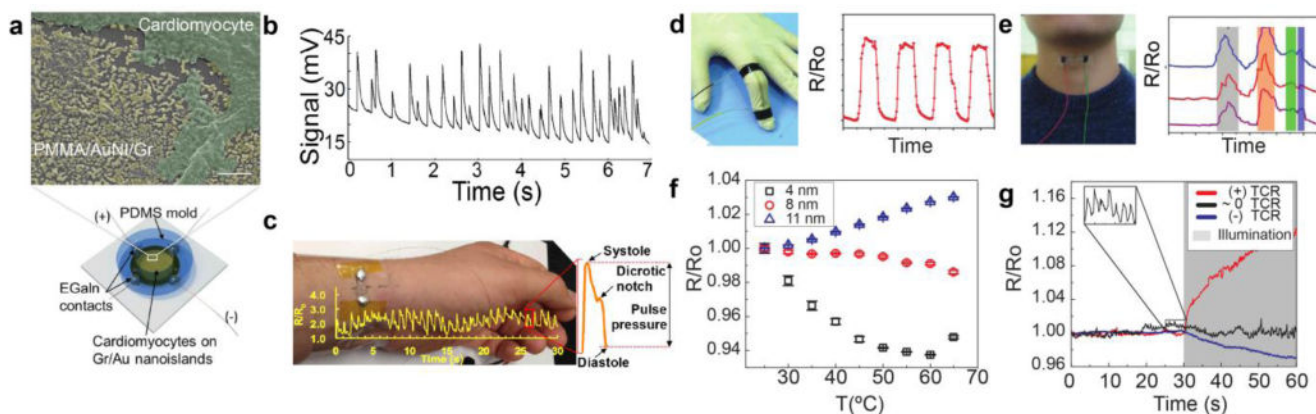 a
Cardiomyocyte
PMMA/AuNI/Gr
(+)
PDMS mold
EGaIn
contacts
(-)
Cardiomyocytes on
Gr/Au nanoislands
b
Signal (mV)
45
30
15
0 1 2 3 4 5 6 7
Time (s)
c
R/R₀
4.0
3.0
2.0
1.0
0 5 10 15 20 25 30
Time (s)
Systole
Dicrotic
notch
Pulse
pressure
Diastole
d
R/Ro
Time
e
R/Ro
Time
f
R/Ro
1.04
1.02
1.00
0.98
0.96
0.94
4 nm
8 nm
11 nm
30 40 50 60 70
T(ºC)
g
R/Ro
1.16
1.12
1.08
1.04
1.00
0.96
(+) TCR
~ 0 TCR
(-) TCR
Illumination
0 10 20 30 40 50 60
Time (s)